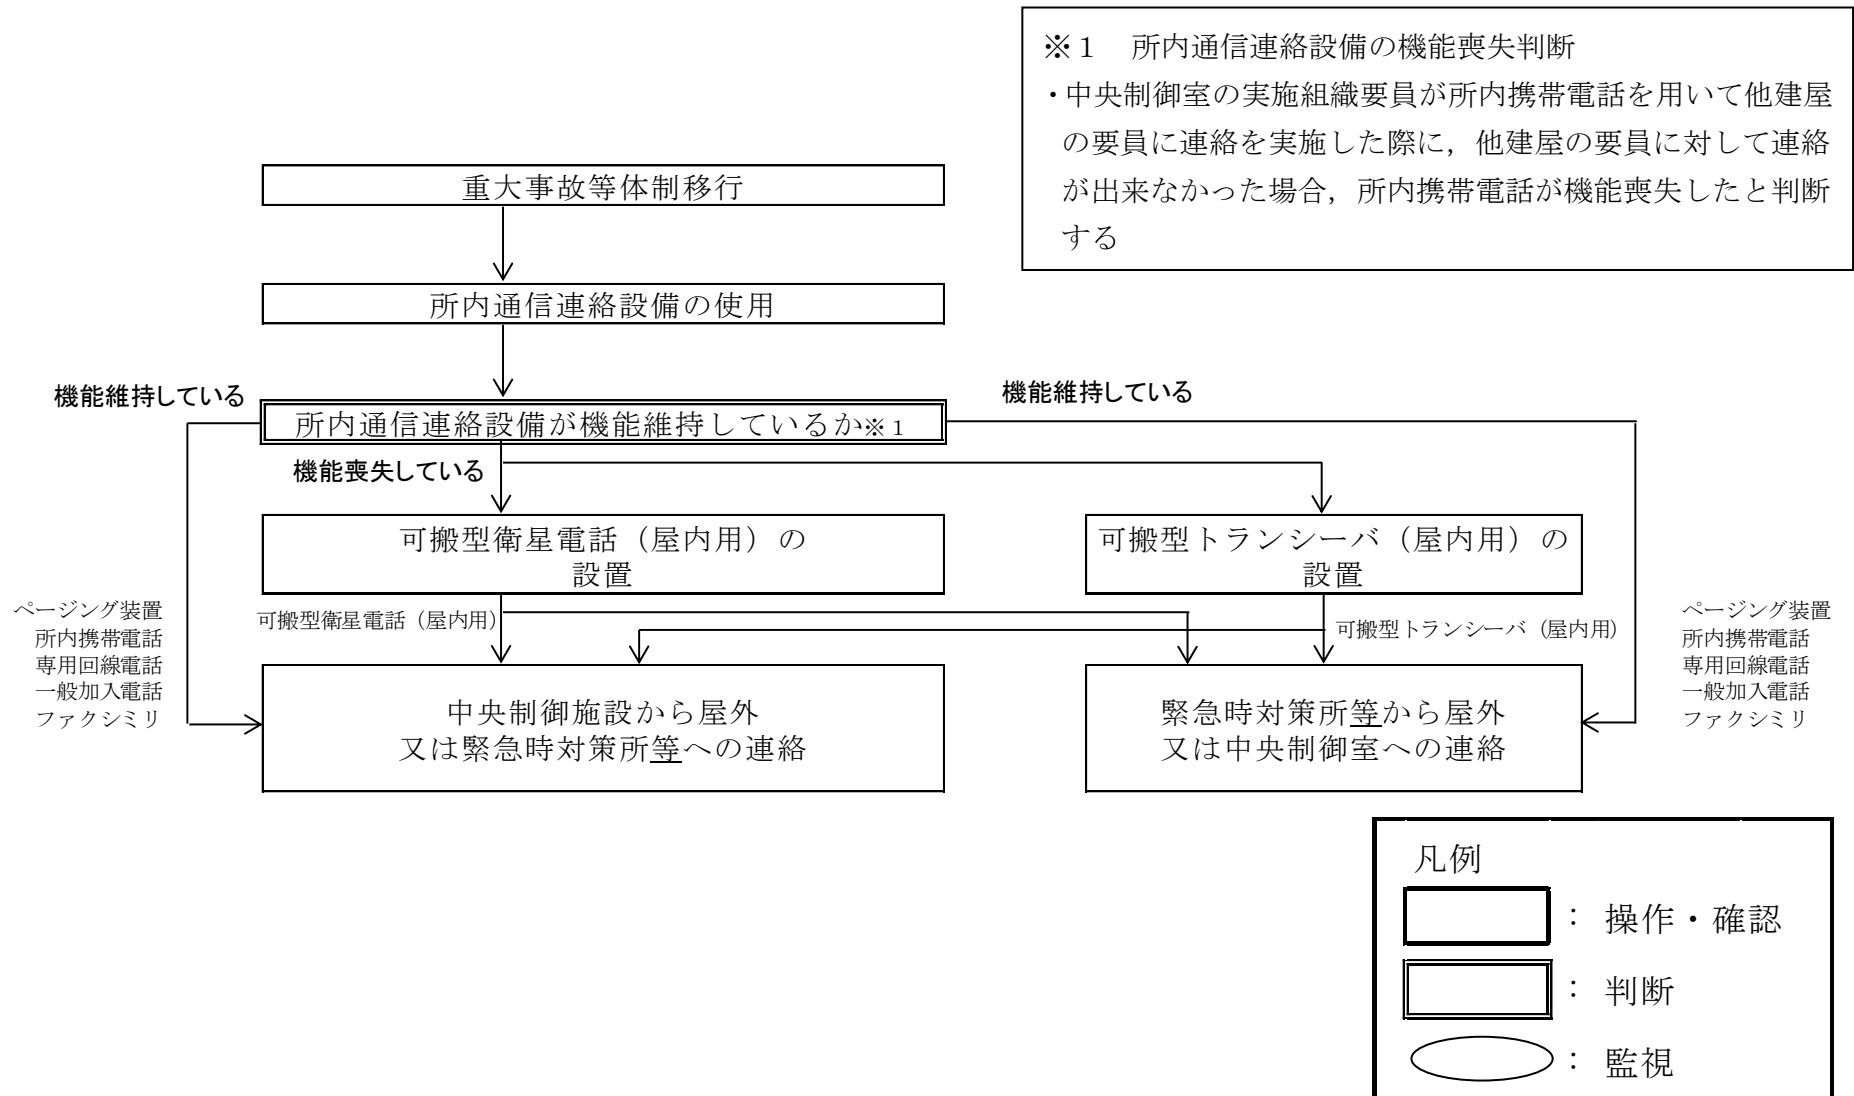 ※１　所内通信連絡設備の機能喪失判断
・中央制御室の実施組織要員が所内携帯電話を用いて他建屋
の要員に連絡を実施した際に，他建屋の要員に対して連絡
が出来なかった場合，所内携帯電話が機能喪失したと判断
する
重大事故等体制移行
所内通信連絡設備の使用
機能維持している
機能維持している
所内通信連絡設備が機能維持しているか※１
機能喪失している
可搬型衛星電話（屋内用）の
設置
可搬型トランシーバ（屋内用）の
設置
ページング装置
所内携帯電話
専用回線電話
一般加入電話
ファクシミリ
可搬型衛星電話（屋内用）
可搬型トランシーバ（屋内用）
ページング装置
所内携帯電話
専用回線電話
一般加入電話
ファクシミリ
中央制御施設から屋外
又は緊急時対策所等への連絡
緊急時対策所等から屋外
又は中央制御室への連絡
凡例
：操作・確認
：判断
：監視